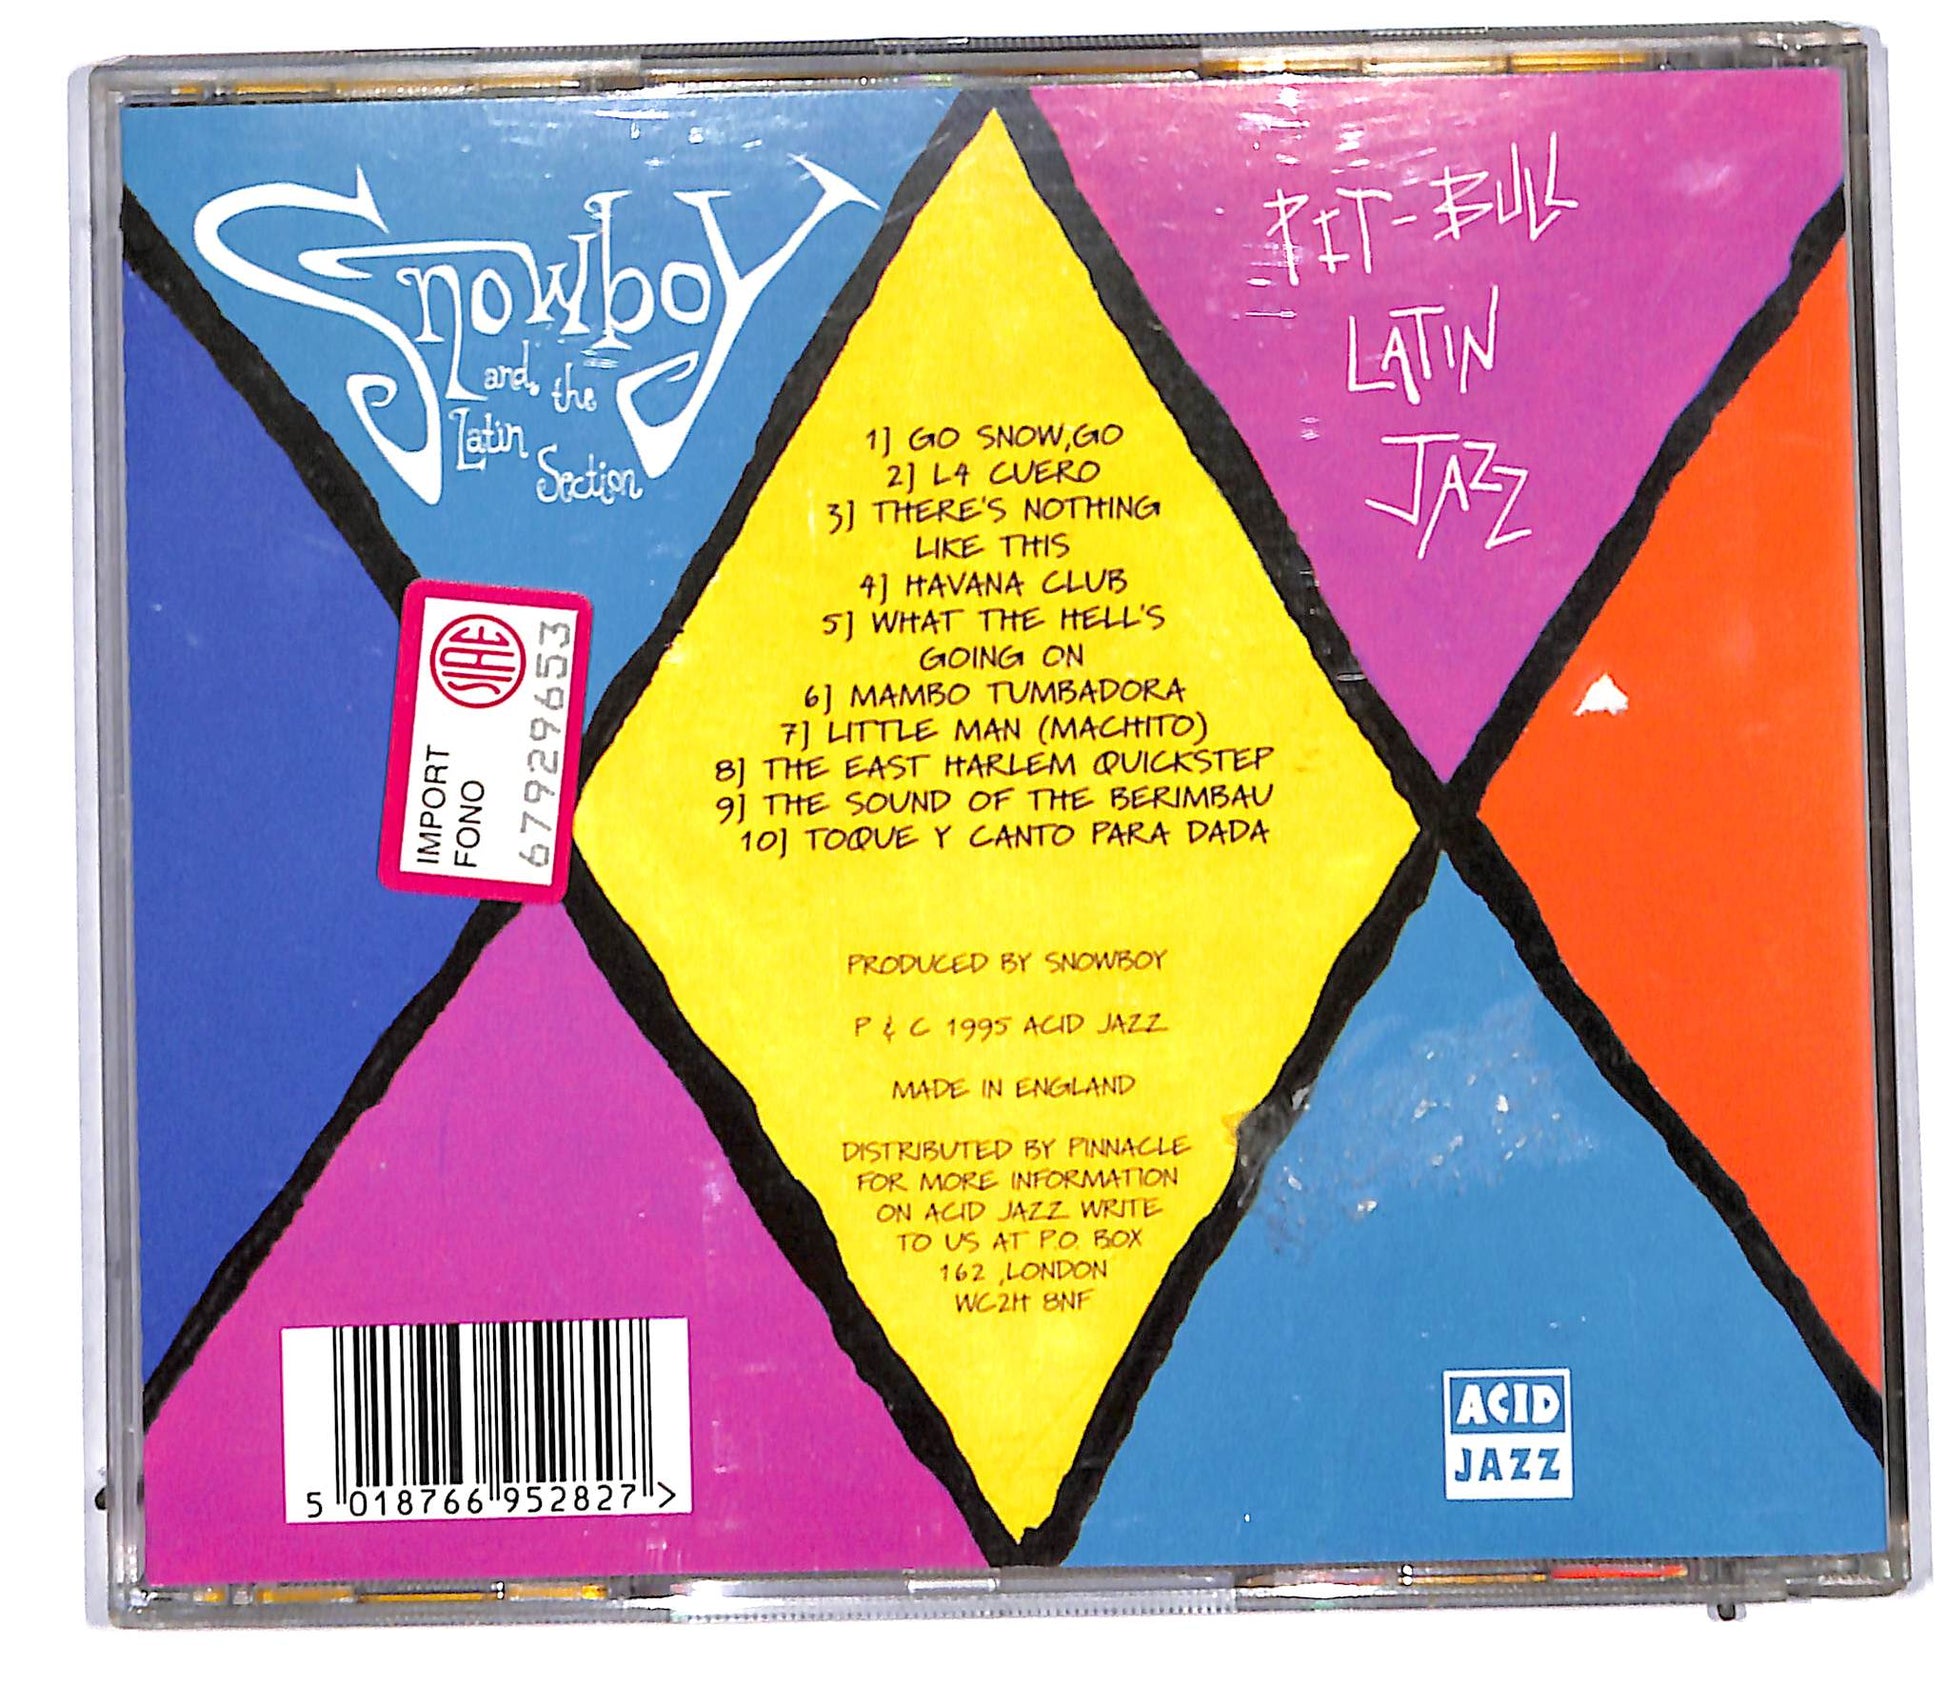 Snowboy
and the
Latin
Section
PIT-BULL
LATIN
JAZZ
1] GO SNOW,GO
2] L4 CUERO
3] THERE'S NOTHING
LIKE THIS
4] HAVANA CLUB
5] WHAT THE HELL'S
GOING ON
6] MAMBO TUMBADORA
7] LITTLE MAN (MACHITO)
8] THE EAST HARLEM QUICKSTEP
9] THE SOUND OF THE BERIMBAU
10] TOQUE Y CANTO PARA DADA
SIAE
IMPORT
FONO
679229653
PRODUCED BY SNOWBOY
P & C 1995 ACID JAZZ
MADE IN ENGLAND
DISTRIBUTED BY PINNACLE
FOR MORE INFORMATION
ON ACID JAZZ WRITE
TO US AT P.O. BOX
162 ,LONDON
WC2H 8NF
5 018766 952827 >
ACID
JAZZ